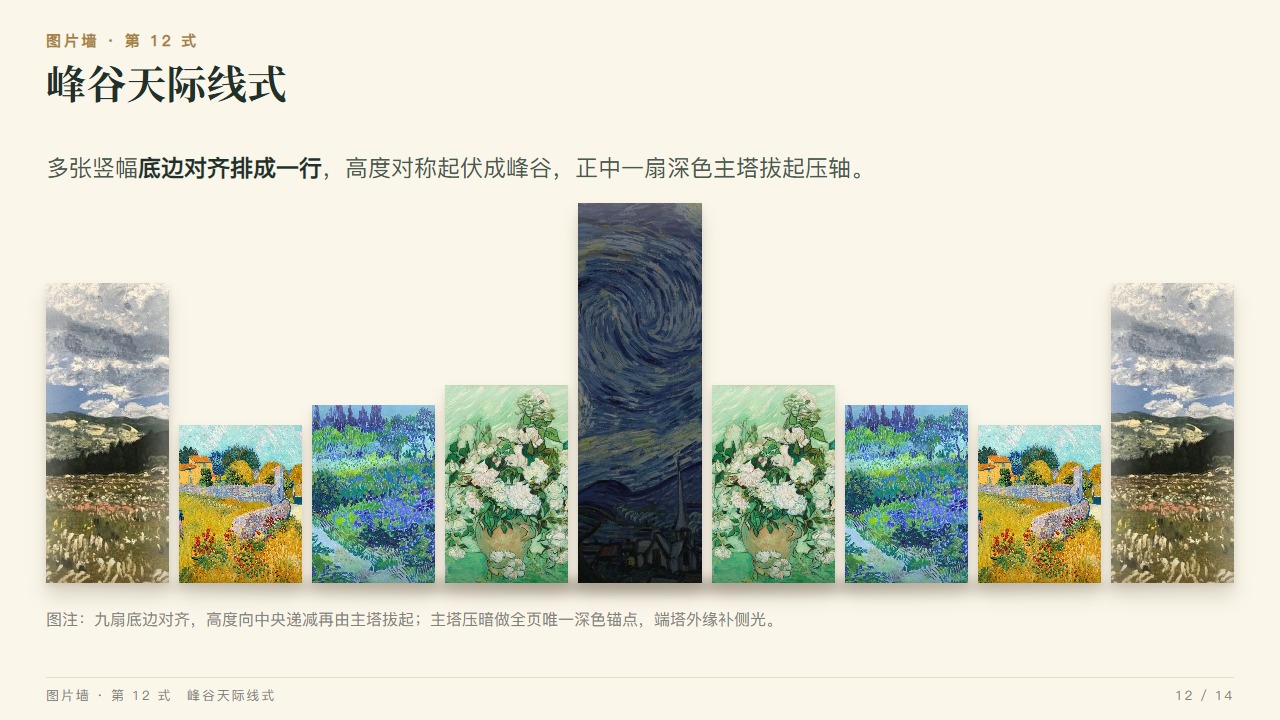 图片墙 · 第 12 式
峰谷天际线式
多张竖幅底边对齐排成一行，高度对称起伏成峰谷，正中一扇深色主塔拔起压轴。
图注：九扇底边对齐，高度向中央递减再由主塔拔起；主塔压暗做全页唯一深色锚点，端塔外缘补侧光。
图片墙 · 第 12 式　峰谷天际线式
12 / 14